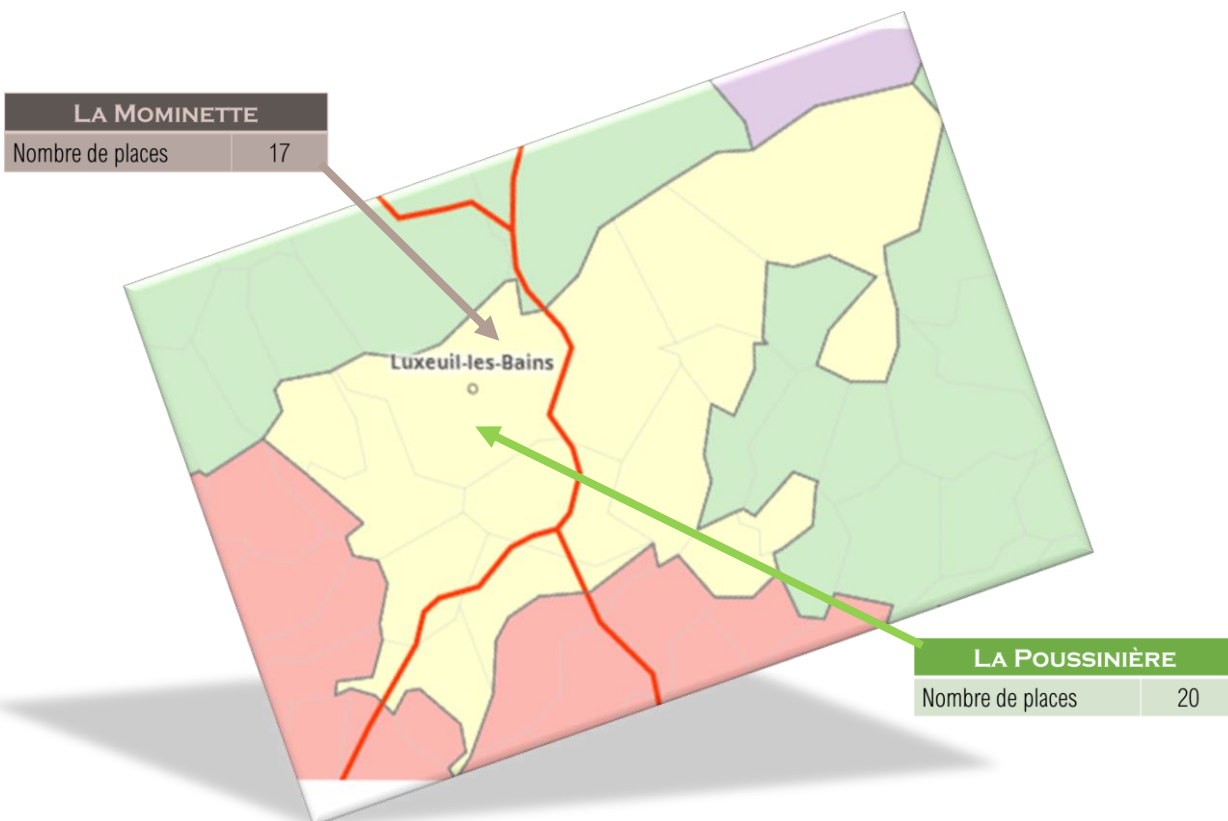 LA MOMINETTE
Nombre de places 17
Luxeuil-les-Bains
LA POUSSINIÈRE
Nombre de places 20